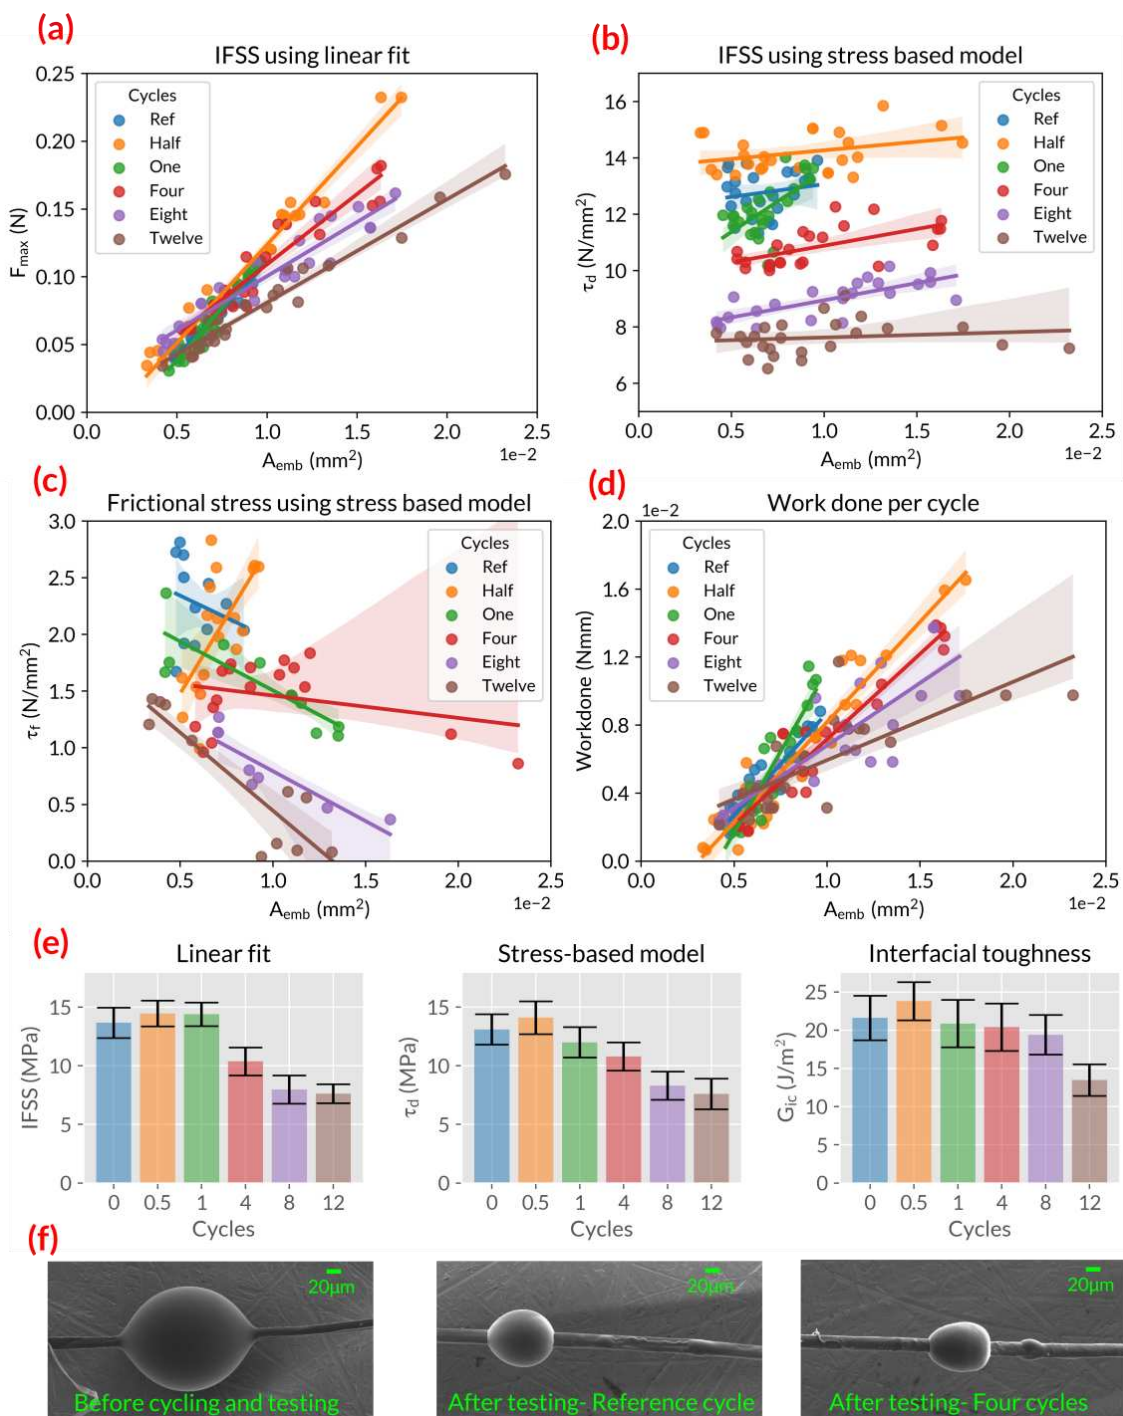 (a)
IFSS using linear fit
F_max (N)
0.25
0.20
0.15
0.10
0.05
0.00
Cycles
Ref
Half
One
Four
Eight
Twelve
0.0 0.5 1.0 1.5 2.0 2.5
A_emb (mm²)
1e−2
(b)
IFSS using stress based model
τ_d (N/mm²)
16
14
12
10
8
6
Cycles
Ref
Half
One
Four
Eight
Twelve
0.0 0.5 1.0 1.5 2.0 2.5
A_emb (mm²)
1e−2
(c)
Frictional stress using stress based model
τ_f (N/mm²)
3.0
2.5
2.0
1.5
1.0
0.5
0.0
Cycles
Ref
Half
One
Four
Eight
Twelve
0.0 0.5 1.0 1.5 2.0 2.5
A_emb (mm²)
1e−2
(d)
1e−2
Work done per cycle
Workdone (Nmm)
2.0
1.6
1.2
0.8
0.4
0.0
Cycles
Ref
Half
One
Four
Eight
Twelve
0.0 0.5 1.0 1.5 2.0 2.5
A_emb (mm²)
1e−2
(e)
Linear fit
IFSS (MPa)
15
10
5
0
0 0.5 1 4 8 12
Cycles
Stress-based model
τ_d (MPa)
15
10
5
0
0 0.5 1 4 8 12
Cycles
Interfacial toughness
G_ic (J/m²)
25
20
15
10
5
0
0 0.5 1 4 8 12
Cycles
(f)
20μm
Before cycling and testing
20μm
After testing- Reference cycle
20μm
After testing- Four cycles